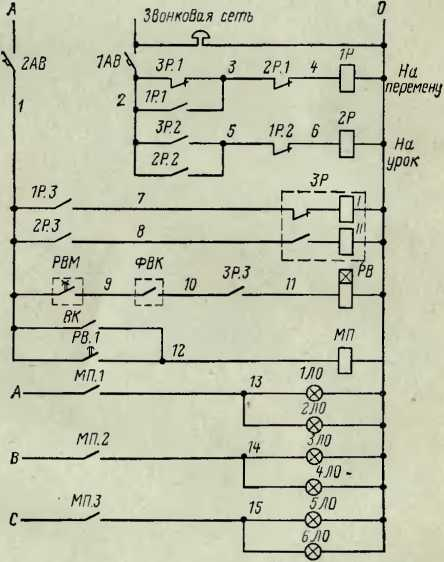 А
Звонковая сеть
0
2АВ
1АВ
3Р.1
3
2Р.1
4
1Р
На
перемену
1
2
1Р.1
3Р.2
5
1Р.2
6
2Р
На
урок
2Р.2
1Р.3
7
3Р
I
2Р.3
8
II
РВМ
9
ФВК
10
3Р.3
11
РВ
ВК
РВ.1
12
МП
А
МП.1
13
1ЛО
2ЛО
В
МП.2
14
3ЛО
4ЛО
С
МП.3
15
5ЛО
6ЛО